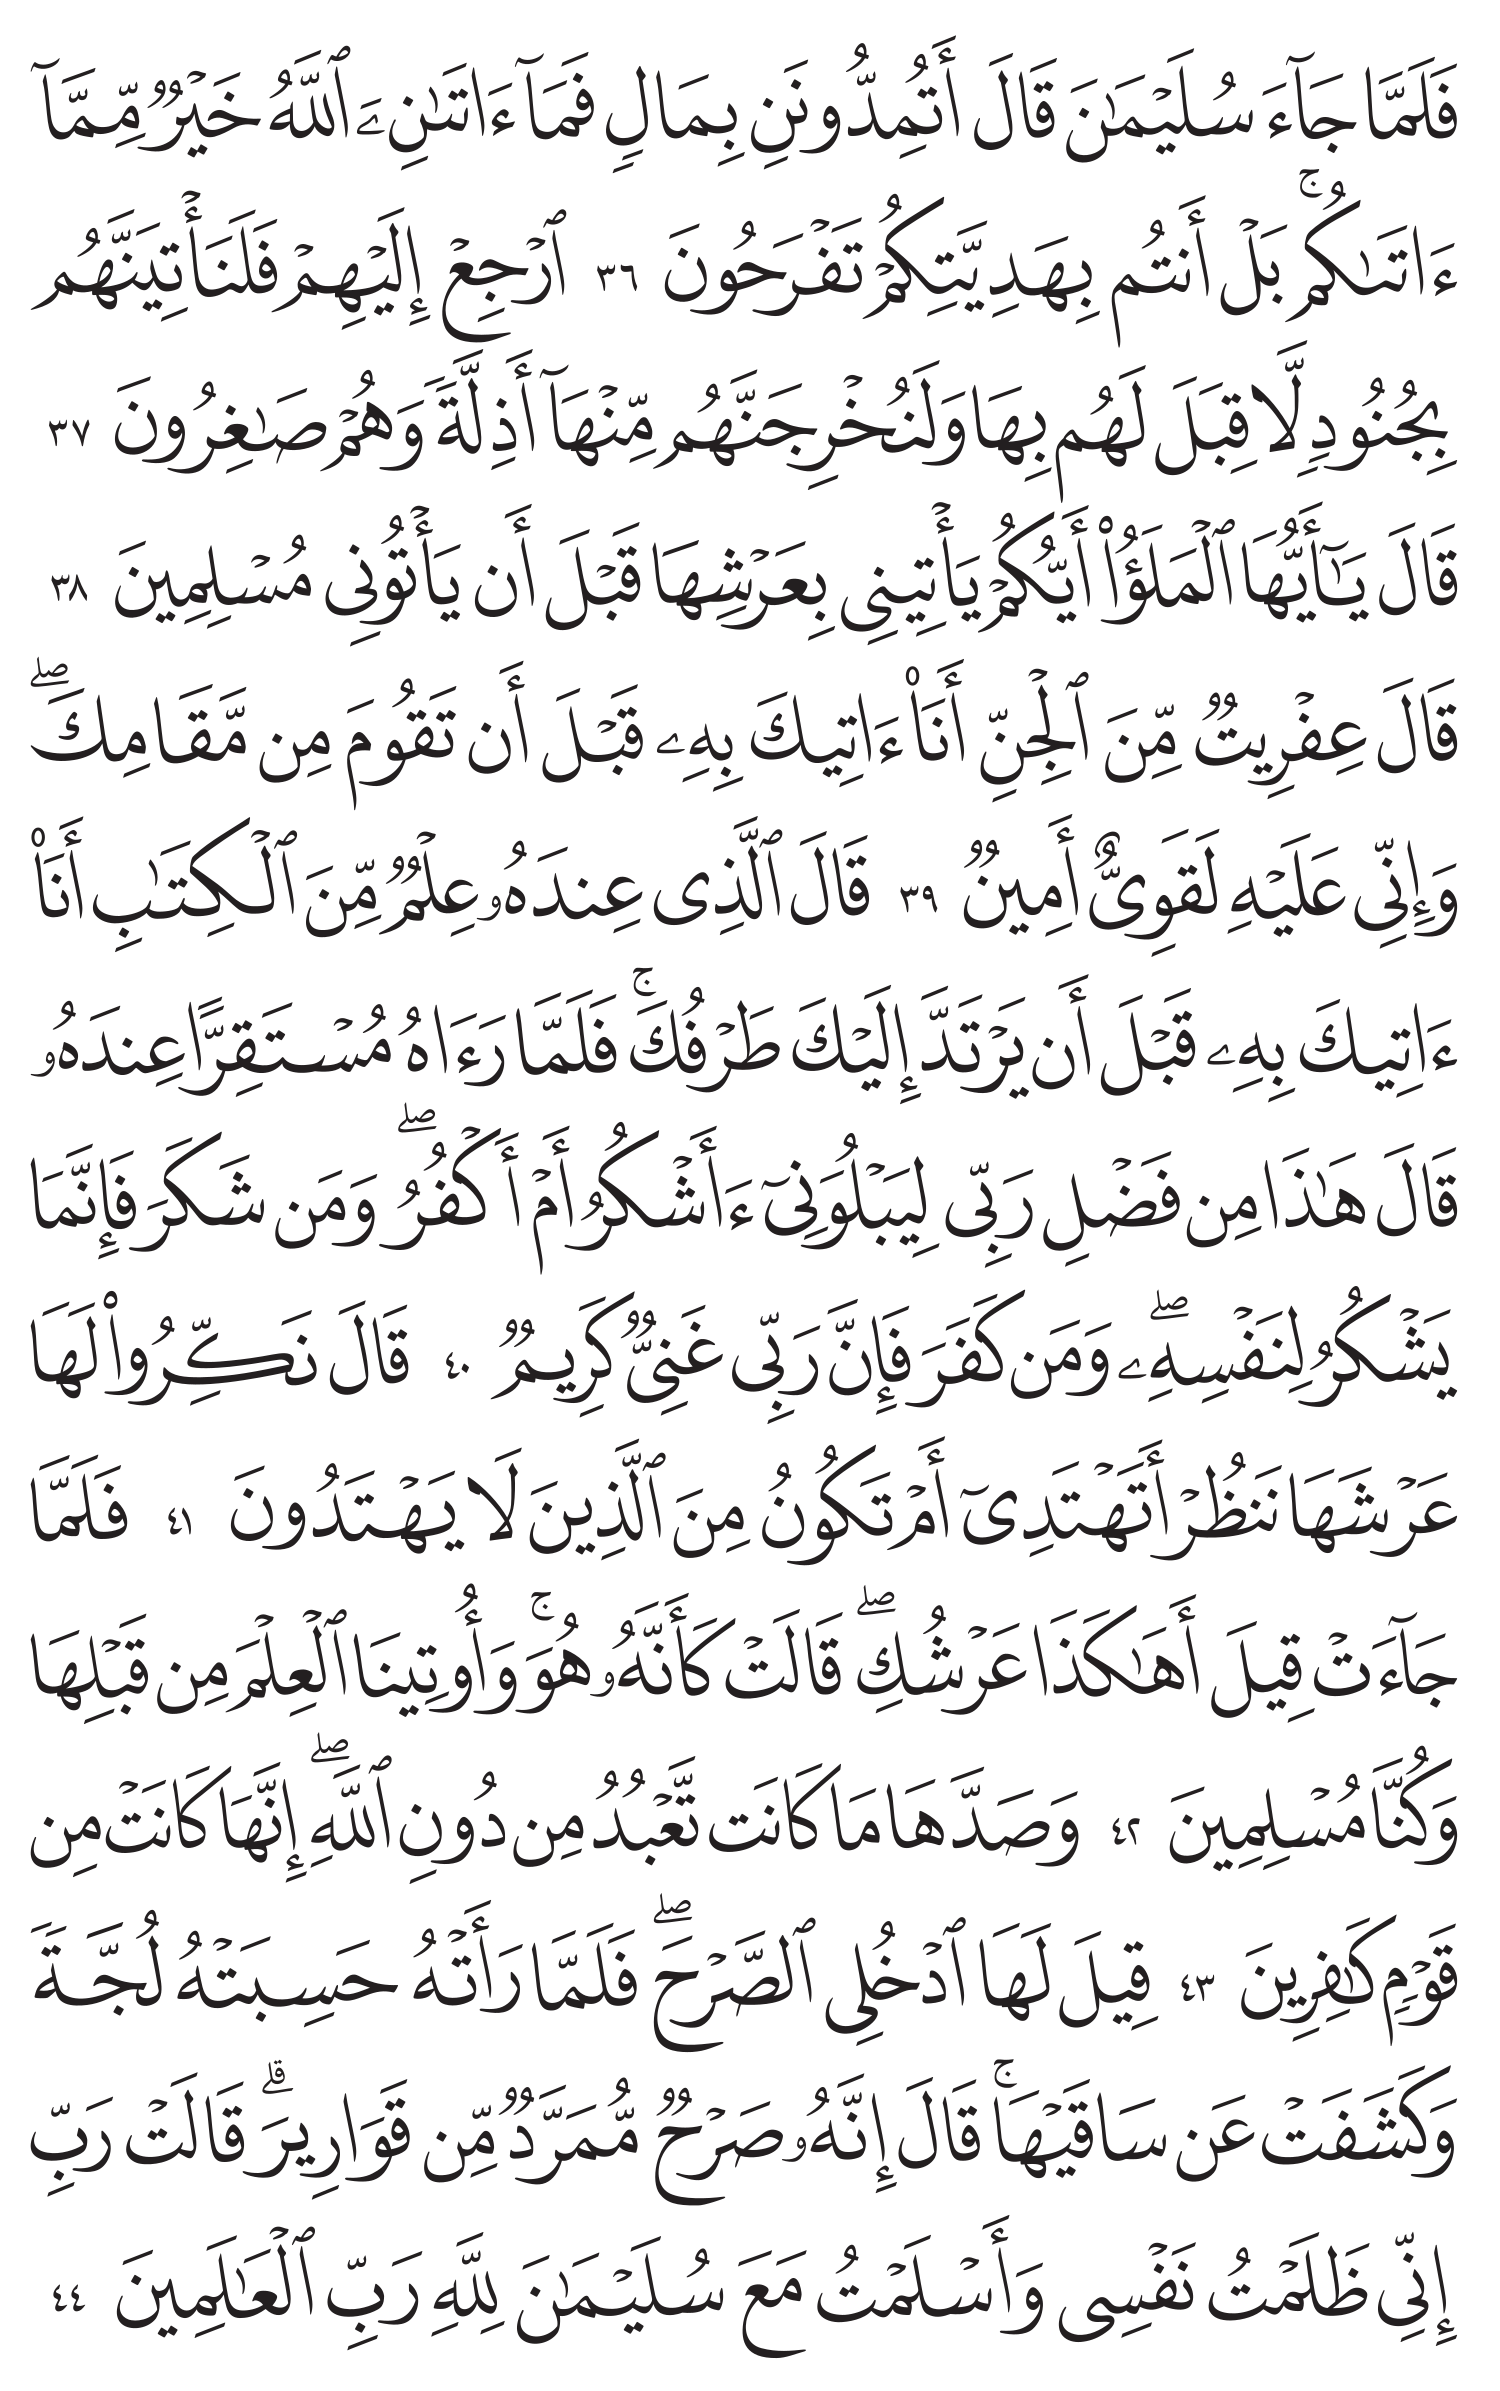 فَلَمَّا جَآءَ سُلَيۡمَٰنَ قَالَ أَتُمِدُّونَنِ بِمَالٖ فَمَآ ءَاتَىٰنِۦَ ٱللَّهُ خَيۡرٞ مِّمَّآ
ءَاتَىٰكُمۚ بَلۡ أَنتُم بِهَدِيَّتِكُمۡ تَفۡرَحُونَ ٣٦ ٱرۡجِعۡ إِلَيۡهِمۡ فَلَنَأۡتِيَنَّهُم
بِجُنُودٖ لَّا قِبَلَ لَهُم بِهَا وَلَنُخۡرِجَنَّهُم مِّنۡهَآ أَذِلَّةٗ وَهُمۡ صَٰغِرُونَ ٣٧
قَالَ يَٰٓأَيُّهَا ٱلۡمَلَؤُاْ أَيُّكُمۡ يَأۡتِينِي بِعَرۡشِهَا قَبۡلَ أَن يَأۡتُونِي مُسۡلِمِينَ ٣٨
قَالَ عِفۡرِيتٞ مِّنَ ٱلۡجِنِّ أَنَا۠ ءَاتِيكَ بِهِۦ قَبۡلَ أَن تَقُومَ مِن مَّقَامِكَۖ
وَإِنِّي عَلَيۡهِ لَقَوِيٌّ أَمِينٞ ٣٩ قَالَ ٱلَّذِي عِندَهُۥ عِلۡمٞ مِّنَ ٱلۡكِتَٰبِ أَنَا۠
ءَاتِيكَ بِهِۦ قَبۡلَ أَن يَرۡتَدَّ إِلَيۡكَ طَرۡفُكَۚ فَلَمَّا رَءَاهُ مُسۡتَقِرًّا عِندَهُۥ
قَالَ هَٰذَا مِن فَضۡلِ رَبِّي لِيَبۡلُوَنِيٓ ءَأَشۡكُرُ أَمۡ أَكۡفُرُۖ وَمَن شَكَرَ فَإِنَّمَا
يَشۡكُرُ لِنَفۡسِهِۦۖ وَمَن كَفَرَ فَإِنَّ رَبِّي غَنِيّٞ كَرِيمٞ ٤٠ قَالَ نَكِّرُواْ لَهَا
عَرۡشَهَا نَنظُرۡ أَتَهۡتَدِيٓ أَمۡ تَكُونُ مِنَ ٱلَّذِينَ لَا يَهۡتَدُونَ ٤١ فَلَمَّا
جَآءَتۡ قِيلَ أَهَٰكَذَا عَرۡشُكِۖ قَالَتۡ كَأَنَّهُۥ هُوَۚ وَأُوتِينَا ٱلۡعِلۡمَ مِن قَبۡلِهَا
وَكُنَّا مُسۡلِمِينَ ٤٢ وَصَدَّهَا مَا كَانَت تَّعۡبُدُ مِن دُونِ ٱللَّهِۖ إِنَّهَا كَانَتۡ مِن
قَوۡمٖ كَٰفِرِينَ ٤٣ قِيلَ لَهَا ٱدۡخُلِي ٱلصَّرۡحَۖ فَلَمَّا رَأَتۡهُ حَسِبَتۡهُ لُجَّةٗ
وَكَشَفَتۡ عَن سَاقَيۡهَاۚ قَالَ إِنَّهُۥ صَرۡحٞ مُّمَرَّدٞ مِّن قَوَارِيرَۗ قَالَتۡ رَبِّ
إِنِّي ظَلَمۡتُ نَفۡسِي وَأَسۡلَمۡتُ مَعَ سُلَيۡمَٰنَ لِلَّهِ رَبِّ ٱلۡعَٰلَمِينَ ٤٤